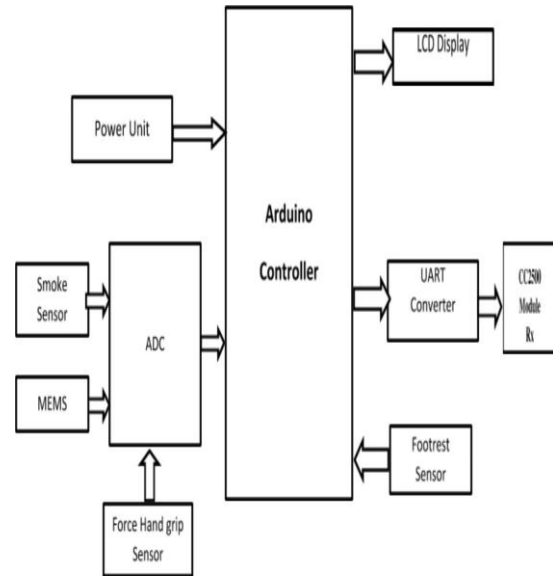 LCD Display
Power Unit
Arduino
Controller
Smoke
Sensor
ADC
UART
Converter
CC2500
Module
Rx
MEMS
Footrest
Sensor
Force Hand grip
Sensor